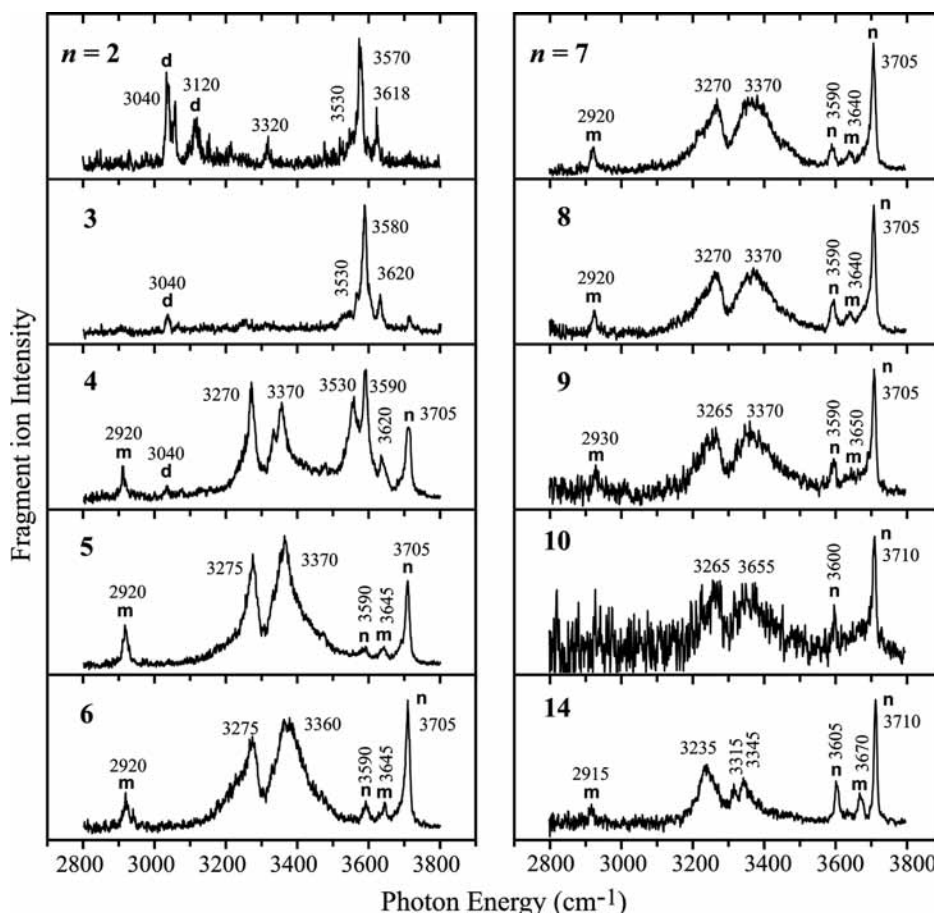 Fragment ion Intensity
n = 2
3040
d
3120
d
3320
3530
3570
3618
3
3040
d
3530
3580
3620
4
2920
m
3040
d
3270
3370
3530
3590
3620
n
3705
5
2920
m
3275
3370
3590
n
3645
m
3705
n
6
2920
m
3275
3360
3590
n
3645
m
n
3705
2800 3000 3200 3400 3600 3800
n = 7
2920
m
3270
3370
3590
n
3640
m
n
3705
8
2920
m
3270
3370
3590
n
3640
m
n
3705
9
2930
m
3265
3370
3590
n
3650
m
n
3705
10
3265
3655
3600
n
n
3710
14
2915
m
3235
3315
3345
3605
n
3670
m
n
3710
2800 3000 3200 3400 3600 3800
Photon Energy (cm-1)